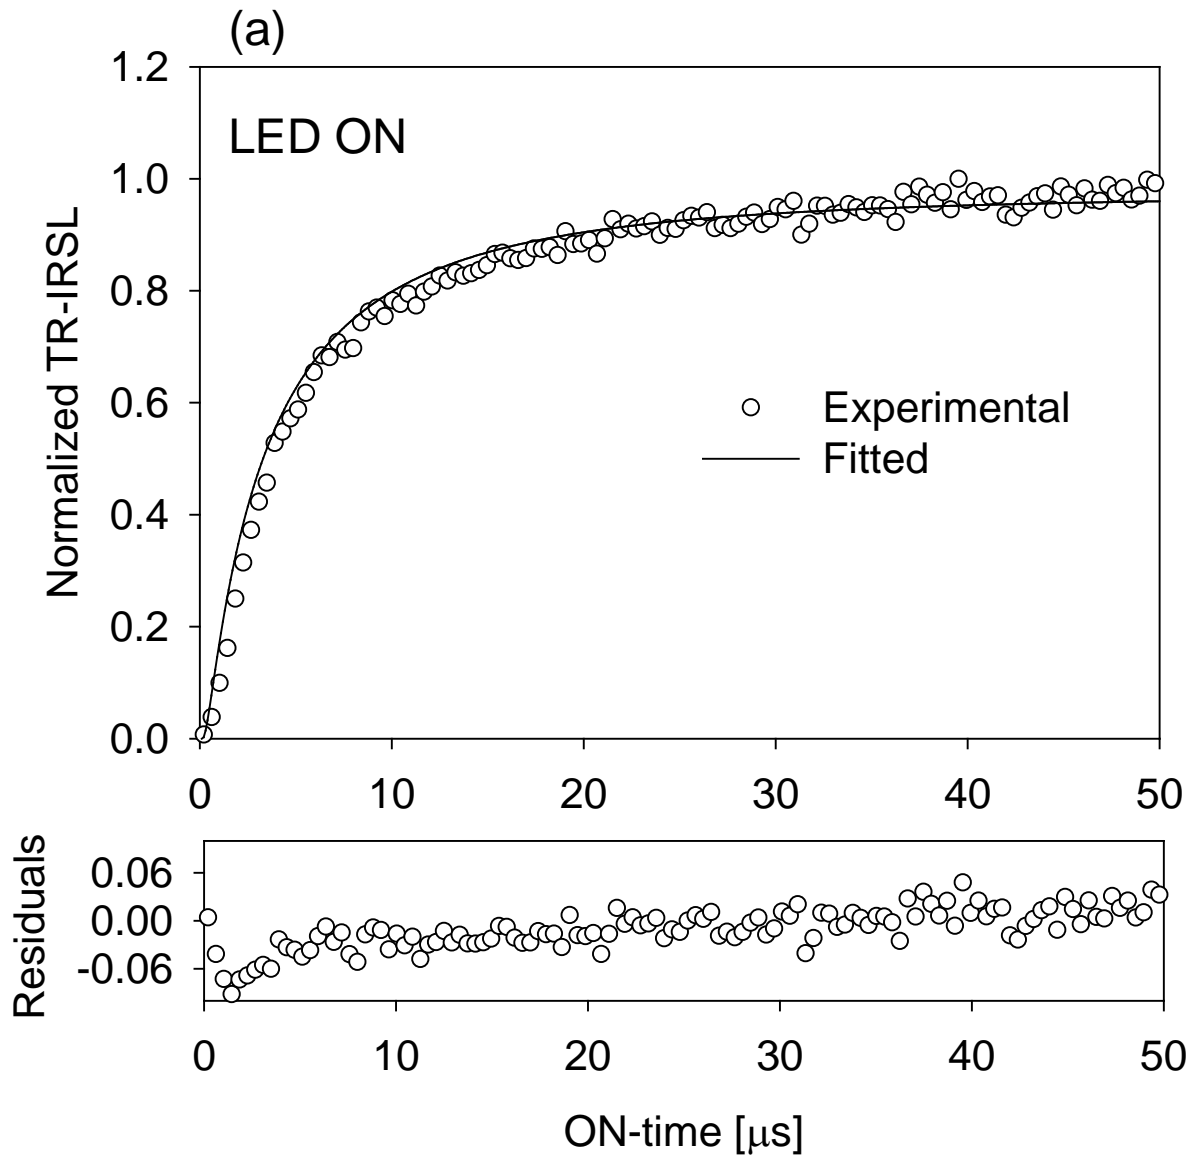 (a)
1.2
LED ON
1.0
0.8
Normalized TR-IRSL
0.6
Experimental
Fitted
0.4
0.2
0.0
0 10 20 30 40 50
Residuals
0.06
0.00
-0.06
0 10 20 30 40 50
ON-time [μs]